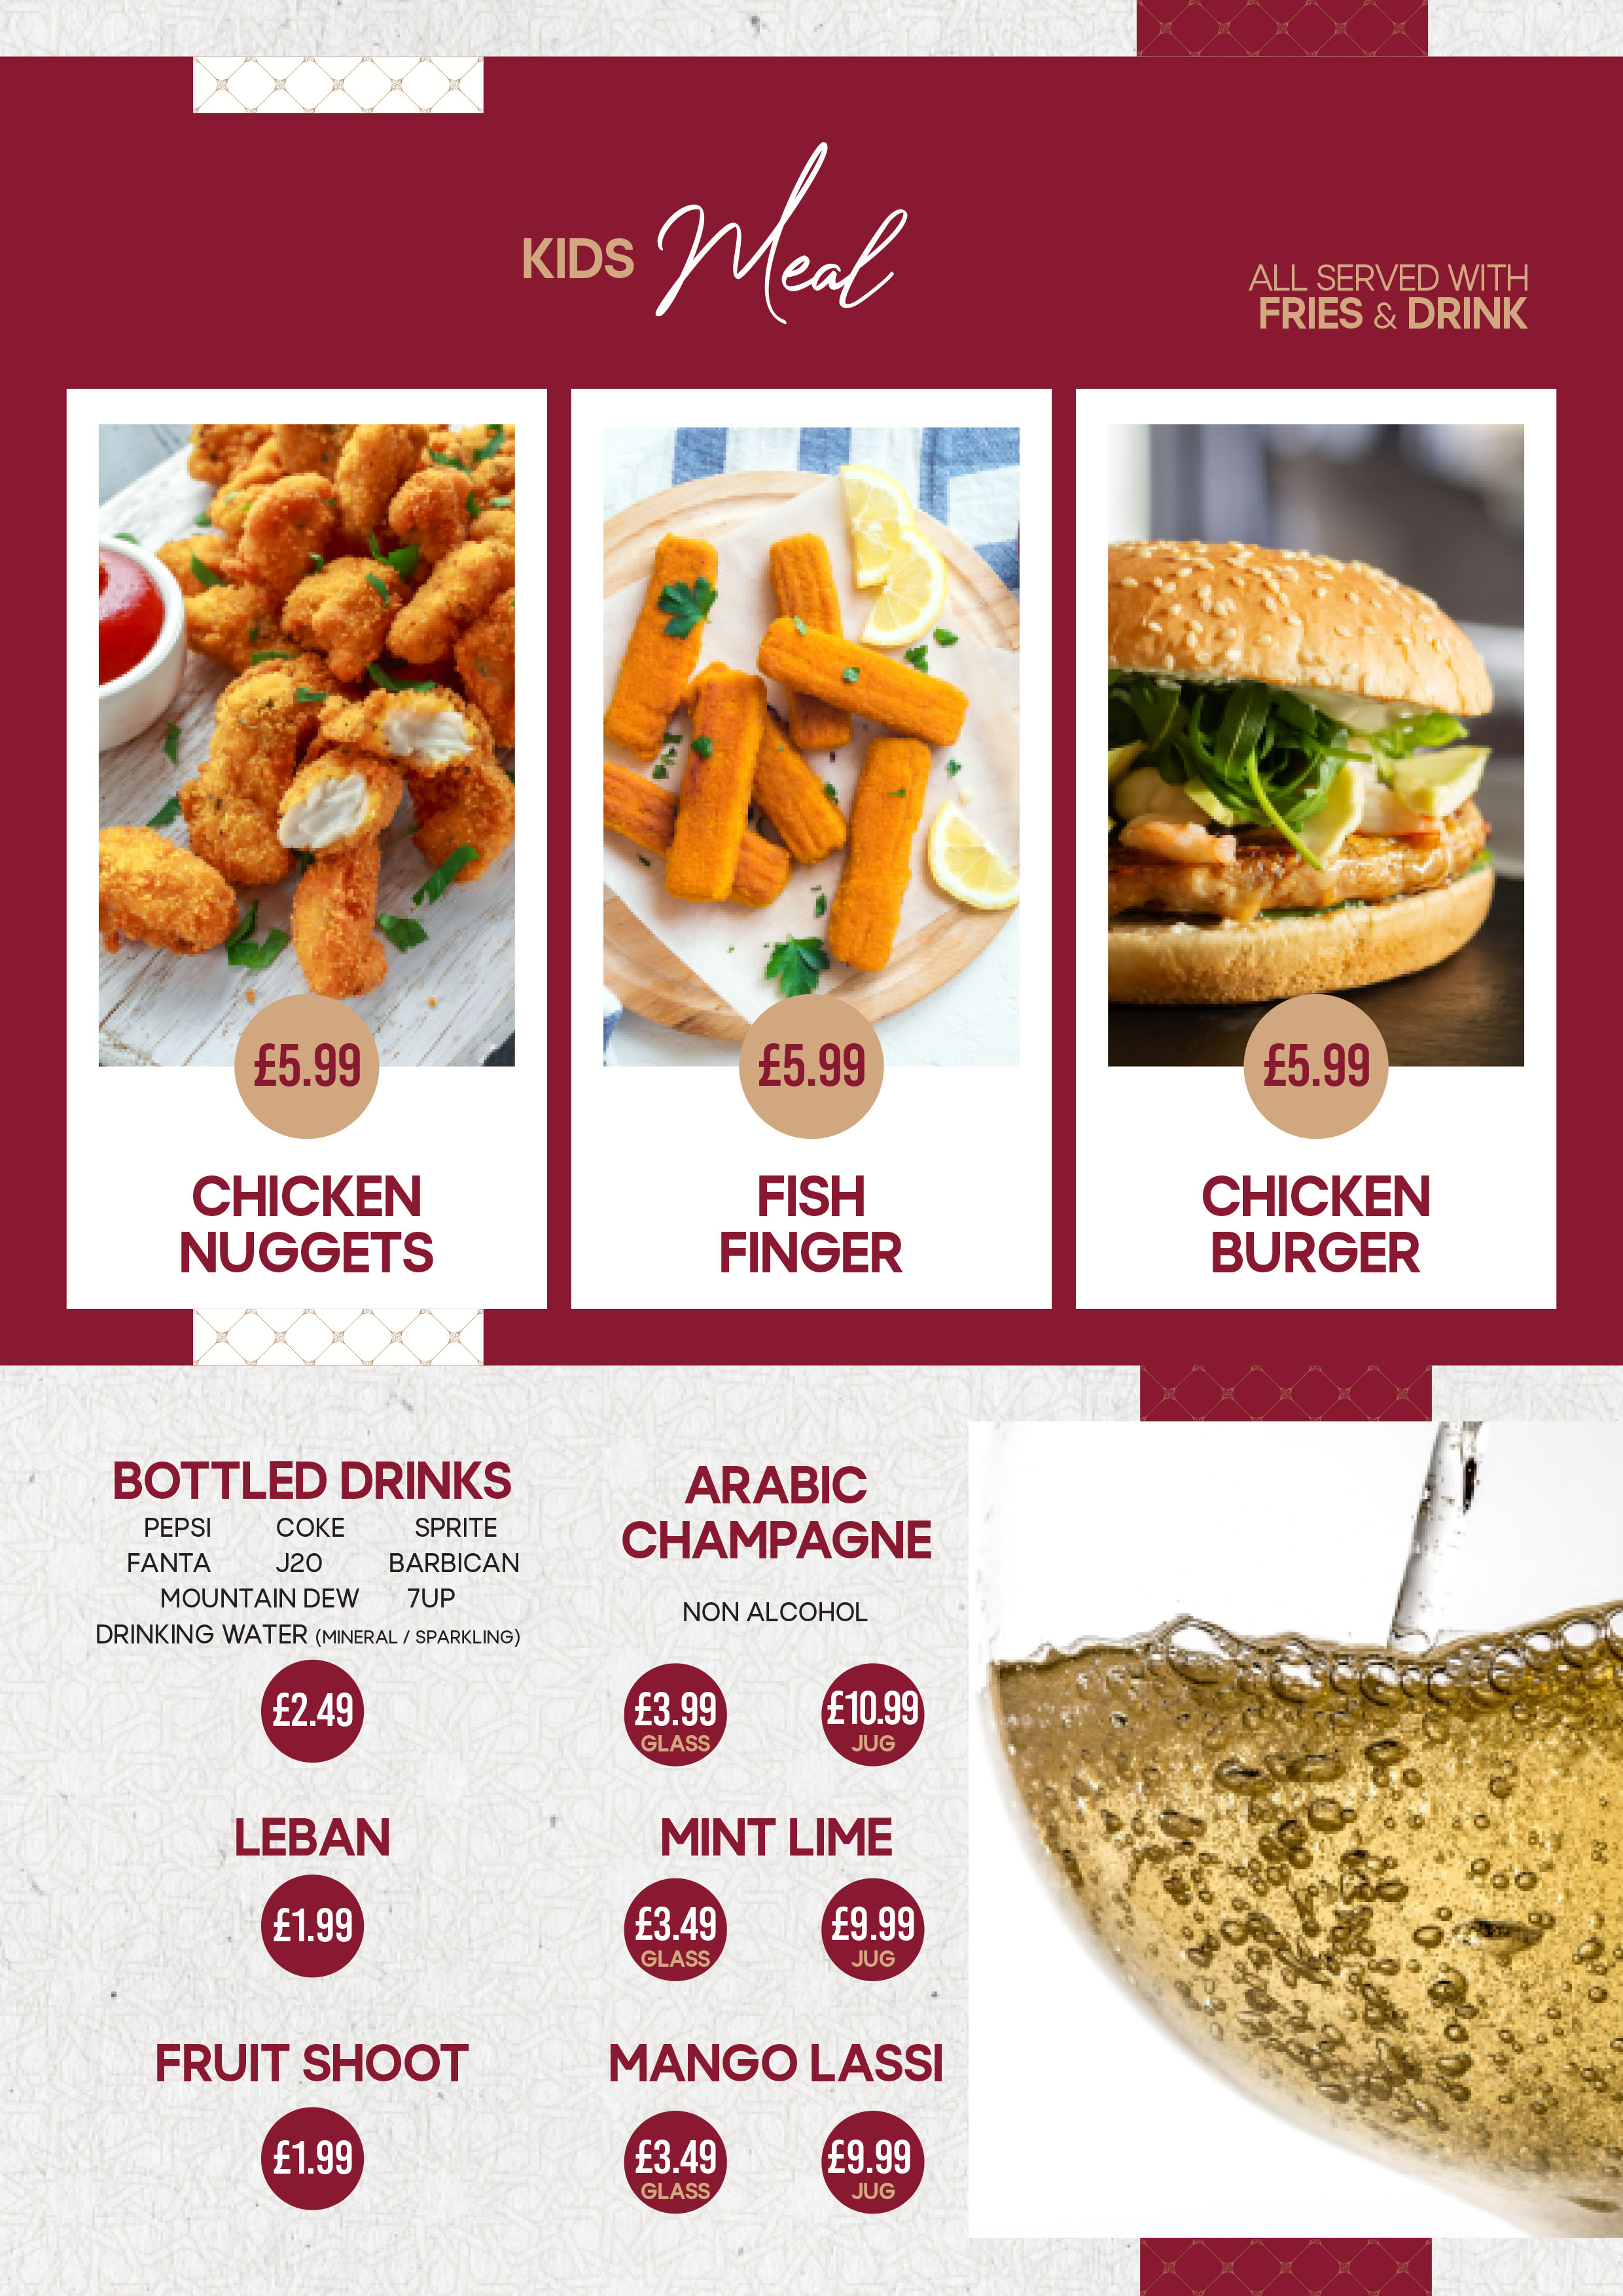 KIDS Meal
ALL SERVED WITH
FRIES & DRINK
£5.99
CHICKEN
NUGGETS
£5.99
FISH
FINGER
£5.99
CHICKEN
BURGER
BOTTLED DRINKS
PEPSI COKE SPRITE
FANTA J20 BARBICAN
MOUNTAIN DEW 7UP
DRINKING WATER (MINERAL / SPARKLING)
£2.49
LEBAN
£1.99
FRUIT SHOOT
£1.99
ARABIC
CHAMPAGNE
NON ALCOHOL
£3.99 £10.99
GLASS JUG
MINT LIME
£3.49 £9.99
GLASS JUG
MANGO LASSI
£3.49 £9.99
GLASS JUG